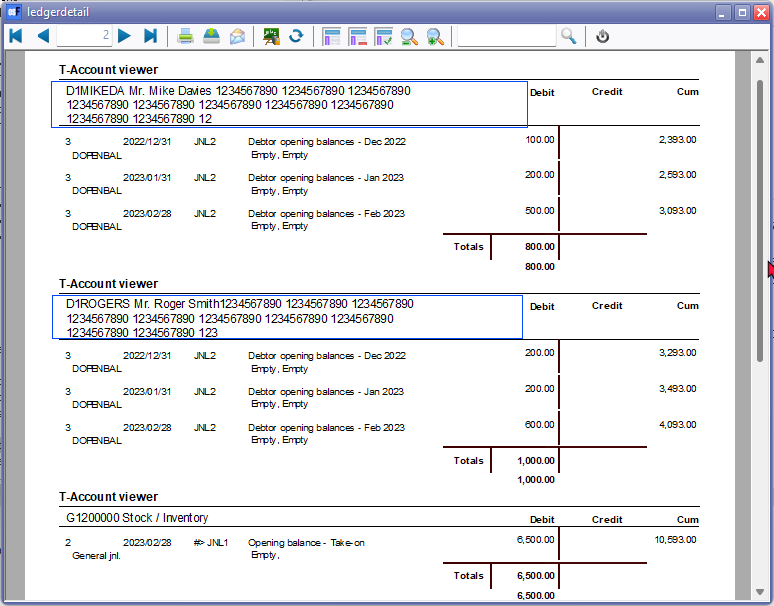 ledgerdetail
2
T-Account viewer
D1MIKEDA Mr. Mike Davies 1234567890 1234567890 1234567890
1234567890 1234567890 1234567890 1234567890 1234567890
1234567890 1234567890 12
Debit Credit Cum
3 2022/12/31 JNL2 Debtor opening balances - Dec 2022 100.00 2,393.00
DOPENBAL Empty, Empty
3 2023/01/31 JNL2 Debtor opening balances - Jan 2023 200.00 2,593.00
DOPENBAL Empty, Empty
3 2023/02/28 JNL2 Debtor opening balances - Feb 2023 500.00 3,093.00
DOPENBAL Empty, Empty
Totals 800.00
800.00
T-Account viewer
D1ROGERS Mr. Roger Smith1234567890 1234567890 1234567890
1234567890 1234567890 1234567890 1234567890 1234567890
1234567890 1234567890 123
Debit Credit Cum
3 2022/12/31 JNL2 Debtor opening balances - Dec 2022 200.00 3,293.00
DOPENBAL Empty, Empty
3 2023/01/31 JNL2 Debtor opening balances - Jan 2023 200.00 3,493.00
DOPENBAL Empty, Empty
3 2023/02/28 JNL2 Debtor opening balances - Feb 2023 600.00 4,093.00
DOPENBAL Empty, Empty
Totals 1,000.00
1,000.00
T-Account viewer
G1200000 Stock / Inventory Debit Credit Cum
2 2023/02/28 #> JNL1 Opening balance - Take-on 6,500.00 10,593.00
General jnl. Empty,
Totals 6,500.00
6,500.00